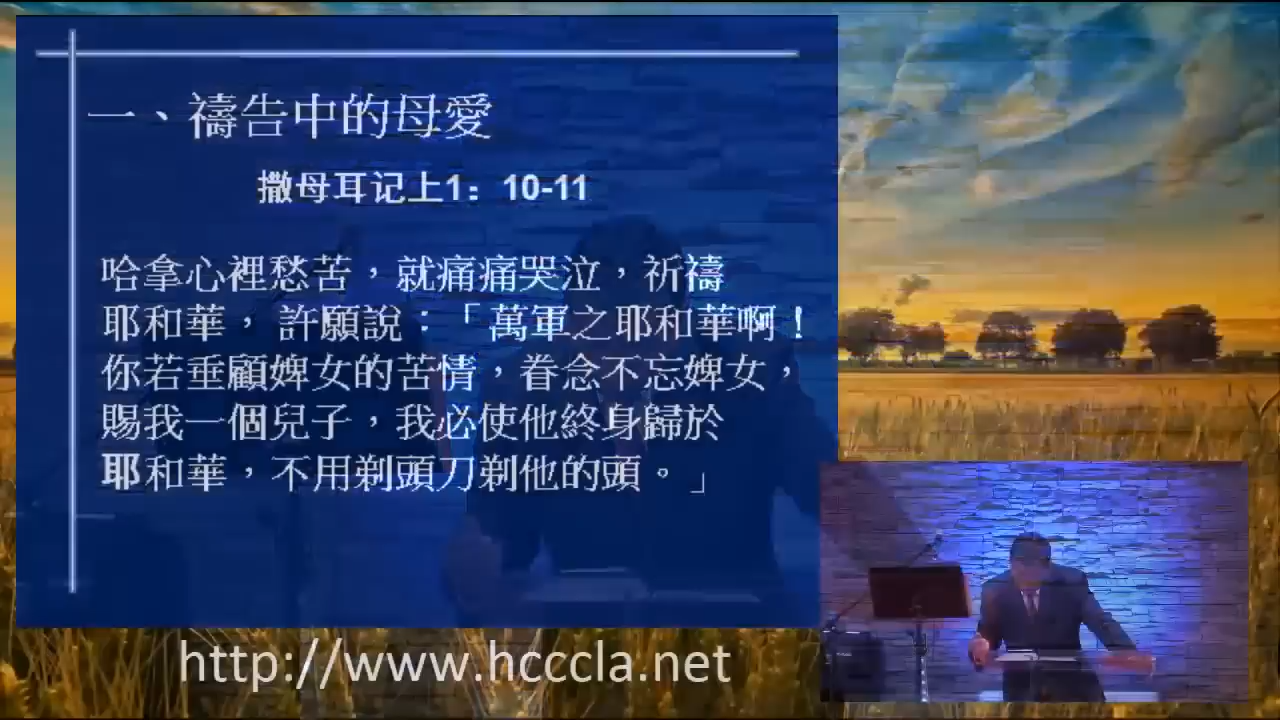 一、禱告中的母愛
撒母耳记上1：10-11
哈拿心裡愁苦，就痛痛哭泣，祈禱
耶和華，許願說：「萬軍之耶和華啊！
你若垂顧婢女的苦情，眷念不忘婢女，
賜我一個兒子，我必使他終身歸於
耶和華，不用剃頭刀剃他的頭。」
http://www.hcccla.net